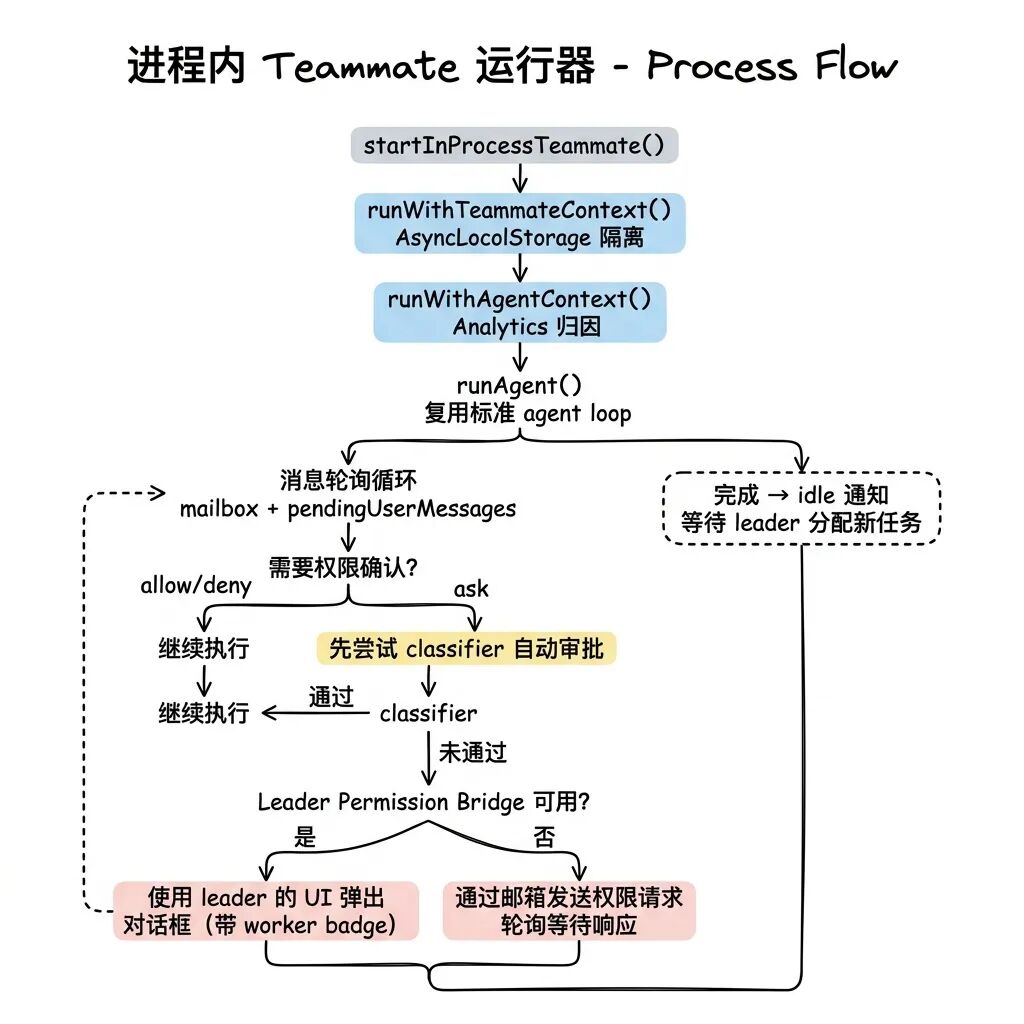 进程内 Teammate 运行器 - Process Flow
startInProcessTeammate()
runWithTeammateContext()
AsyncLocolStorage 隔离
runWithAgentContext()
Analytics 归因
runAgent()
复用标准 agent loop
消息轮询循环
mailbox + pendingUserMessages
完成 → idle 通知
等待 leader 分配新任务
需要权限确认?
allow/deny
ask
继续执行
先尝试 classifier 自动审批
继续执行
通过
classifier
未通过
Leader Permission Bridge 可用?
是
否
使用 leader 的 UI 弹出
对话框（带 worker badge）
通过邮箱发送权限请求
轮询等待响应